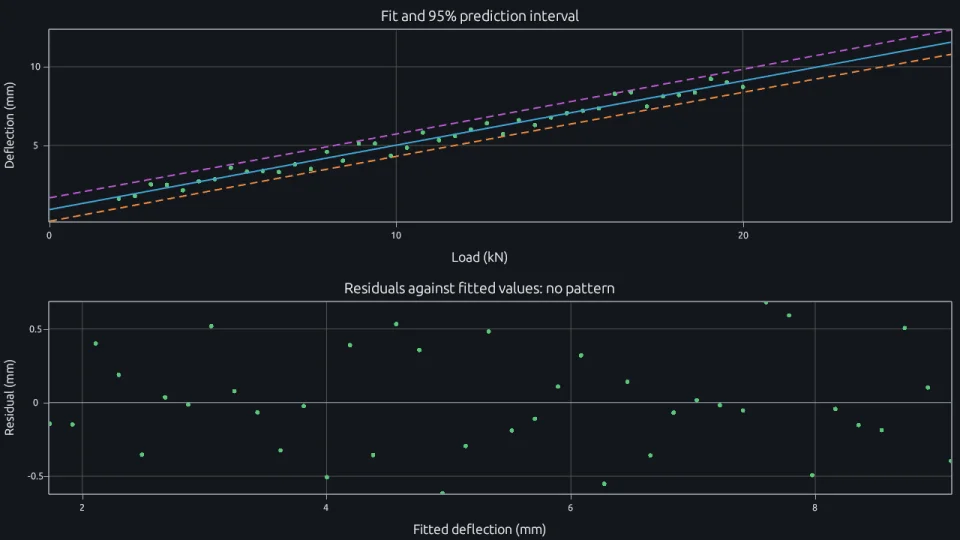 Fit and 95% prediction interval
Deflection (mm)
10
5
0
10
20
Load (kN)
Residuals against fitted values: no pattern
Residual (mm)
0.5
0
-0.5
2
4
6
8
Fitted deflection (mm)